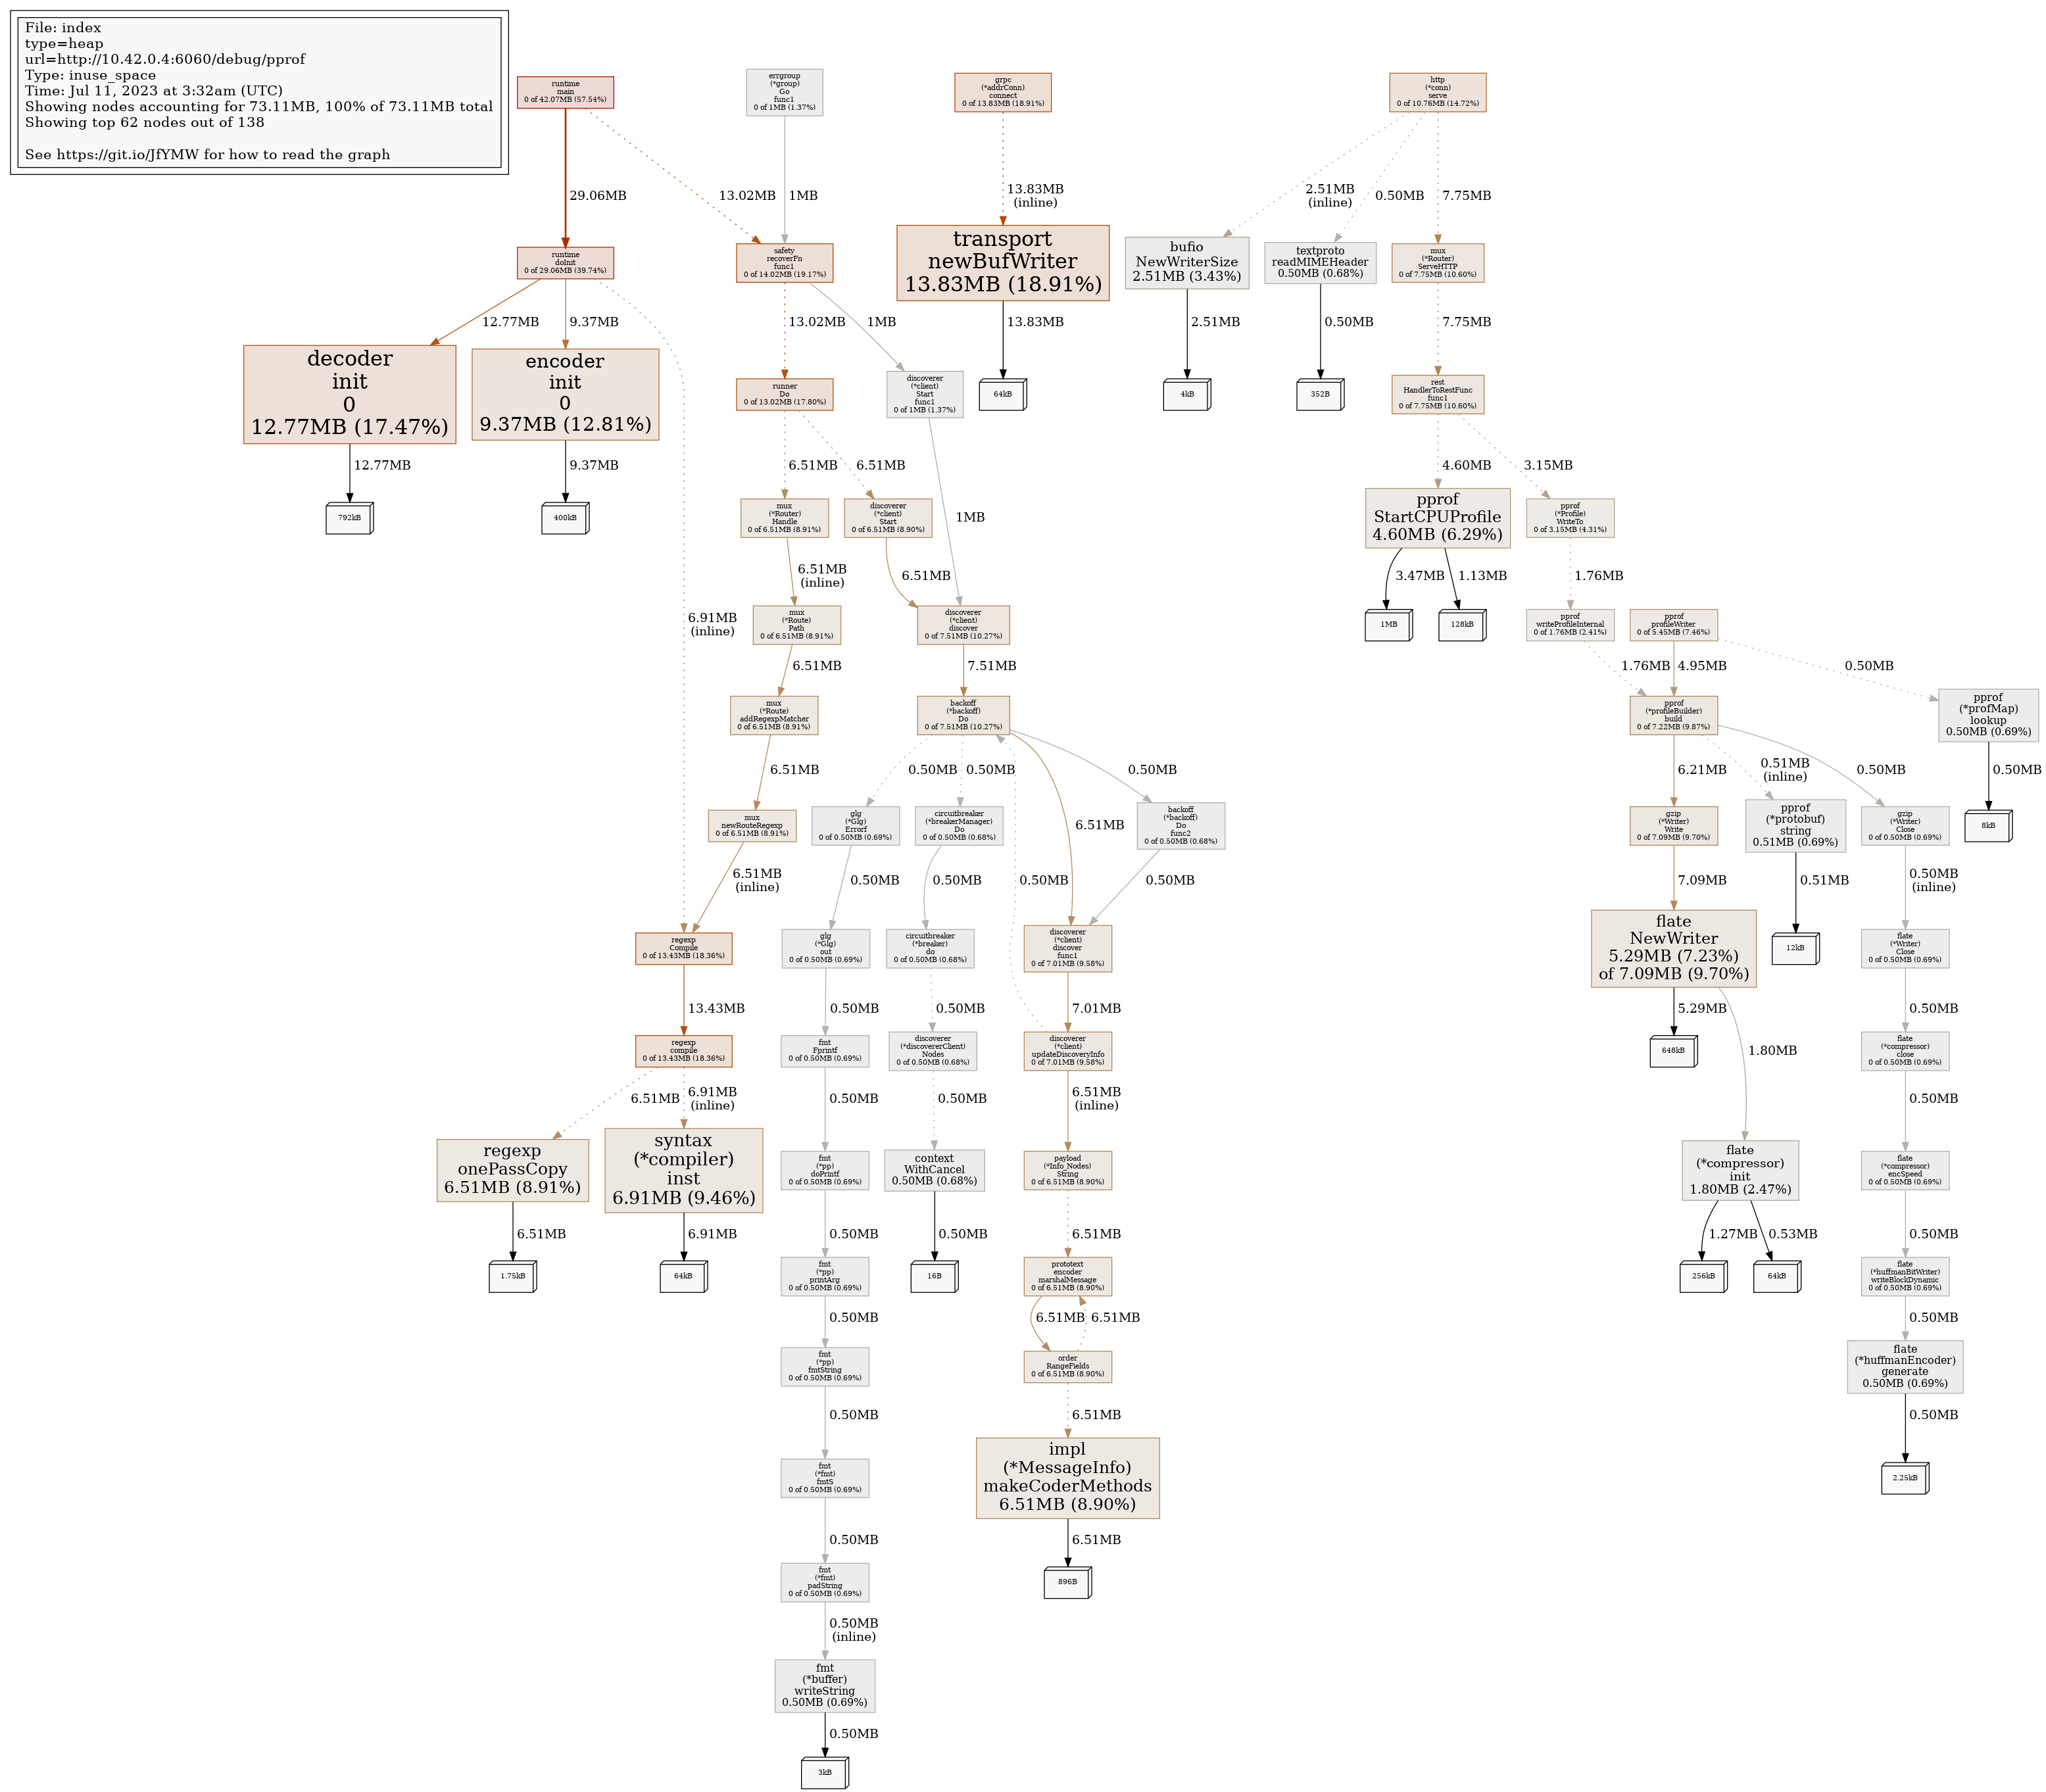 File: index
type=heap
url=http://10.42.0.4:6060/debug/pprof
Type: inuse_space
Time: Jul 11, 2023 at 3:32am (UTC)
Showing nodes accounting for 73.11MB, 100% of 73.11MB total
Showing top 62 nodes out of 138
See https://git.io/JfYMW for how to read the graph
runtime
main
0 of 42.07MB (57.54%)
errgroup
(*group)
Go
func1
0 of 1MB (1.37%)
grpc
(*addrConn)
connect
0 of 13.83MB (18.91%)
http
(*conn)
serve
0 of 10.76MB (14.72%)
29.06MB
13.02MB
1MB
13.83MB
(inline)
2.51MB
(inline)
0.50MB
7.75MB
runtime
doInit
0 of 29.06MB (39.74%)
safety
recoverFn
func1
0 of 14.02MB (19.17%)
transport
newBufWriter
13.83MB (18.91%)
bufio
NewWriterSize
2.51MB (3.43%)
textproto
readMIMEHeader
0.50MB (0.68%)
mux
(*Router)
ServeHTTP
0 of 7.75MB (10.60%)
12.77MB
9.37MB
13.02MB
1MB
13.83MB
2.51MB
0.50MB
7.75MB
decoder
init
0
12.77MB (17.47%)
encoder
init
0
9.37MB (12.81%)
runner
Do
0 of 13.02MB (17.80%)
discoverer
(*client)
Start
func1
0 of 1MB (1.37%)
64kB
4kB
352B
rest
HandlerToRestFunc
func1
0 of 7.75MB (10.60%)
12.77MB
9.37MB
6.51MB
6.51MB
4.60MB
3.15MB
792kB
400kB
mux
(*Router)
Handle
0 of 6.51MB (8.91%)
discoverer
(*client)
Start
0 of 6.51MB (8.90%)
1MB
pprof
StartCPUProfile
4.60MB (6.29%)
pprof
(*Profile)
WriteTo
0 of 3.15MB (4.31%)
6.51MB
(inline)
6.51MB
3.47MB
1.13MB
1.76MB
6.91MB
(inline)
mux
(*Route)
Path
0 of 6.51MB (8.91%)
discoverer
(*client)
discover
0 of 7.51MB (10.27%)
1MB
128kB
pprof
writeProfileInternal
0 of 1.76MB (2.41%)
pprof
profileWriter
0 of 5.45MB (7.46%)
6.51MB
7.51MB
1.76MB
4.95MB
0.50MB
mux
(*Route)
addRegexpMatcher
0 of 6.51MB (8.91%)
backoff
(*backoff)
Do
0 of 7.51MB (10.27%)
pprof
(*profileBuilder)
build
0 of 7.22MB (9.87%)
pprof
(*profMap)
lookup
0.50MB (0.69%)
6.51MB
0.50MB
0.50MB
6.51MB
0.50MB
6.21MB
0.51MB
(inline)
0.50MB
0.50MB
mux
newRouteRegexp
0 of 6.51MB (8.91%)
glg
(*Glg)
Errorf
0 of 0.50MB (0.69%)
circuitbreaker
(*breakerManager)
Do
0 of 0.50MB (0.68%)
backoff
(*backoff)
Do
func2
0 of 0.50MB (0.68%)
gzip
(*Writer)
Write
0 of 7.09MB (9.70%)
pprof
(*protobuf)
string
0.51MB (0.69%)
gzip
(*Writer)
Close
0 of 0.50MB (0.69%)
8kB
6.51MB
(inline)
0.50MB
0.50MB
0.50MB
0.50MB
7.09MB
0.51MB
0.50MB
(inline)
regexp
Compile
0 of 13.43MB (18.36%)
glg
(*Glg)
out
0 of 0.50MB (0.69%)
circuitbreaker
(*breaker)
do
0 of 0.50MB (0.68%)
discoverer
(*client)
discover
func1
0 of 7.01MB (9.58%)
flate
NewWriter
5.29MB (7.23%)
of 7.09MB (9.70%)
12kB
flate
(*Writer)
Close
0 of 0.50MB (0.69%)
13.43MB
0.50MB
0.50MB
7.01MB
5.29MB
0.50MB
regexp
compile
0 of 13.43MB (18.36%)
fmt
Fprintf
0 of 0.50MB (0.69%)
discoverer
(*discovererClient)
Nodes
0 of 0.50MB (0.68%)
discoverer
(*client)
updateDiscoveryInfo
0 of 7.01MB (9.58%)
648kB
1.80MB
flate
(*compressor)
close
0 of 0.50MB (0.69%)
6.51MB
6.91MB
(inline)
0.50MB
0.50MB
6.51MB
(inline)
0.50MB
regexp
onePassCopy
6.51MB (8.91%)
syntax
(*compiler)
inst
6.91MB (9.46%)
fmt
(*pp)
doPrintf
0 of 0.50MB (0.69%)
context
WithCancel
0.50MB (0.68%)
payload
(*Info_Nodes)
String
0 of 6.51MB (8.90%)
flate
(*compressor)
init
1.80MB (2.47%)
flate
(*compressor)
encSpeed
0 of 0.50MB (0.69%)
6.51MB
6.91MB
0.50MB
0.50MB
6.51MB
1.27MB
0.53MB
0.50MB
1.75kB
64kB
fmt
(*pp)
printArg
0 of 0.50MB (0.69%)
16B
prototext
encoder
marshalMessage
0 of 6.51MB (8.90%)
256kB
64kB
flate
(*huffmanBitWriter)
writeBlockDynamic
0 of 0.50MB (0.69%)
0.50MB
6.51MB
6.51MB
0.50MB
fmt
(*pp)
fmtString
0 of 0.50MB (0.69%)
order
RangeFields
0 of 6.51MB (8.90%)
flate
(*huffmanEncoder)
generate
0.50MB (0.69%)
0.50MB
6.51MB
0.50MB
fmt
(*fmt)
fmtS
0 of 0.50MB (0.69%)
impl
(*MessageInfo)
makeCoderMethods
6.51MB (8.90%)
2.25kB
0.50MB
6.51MB
fmt
(*fmt)
padString
0 of 0.50MB (0.69%)
896B
0.50MB
(inline)
fmt
(*buffer)
writeString
0.50MB (0.69%)
0.50MB
3kB